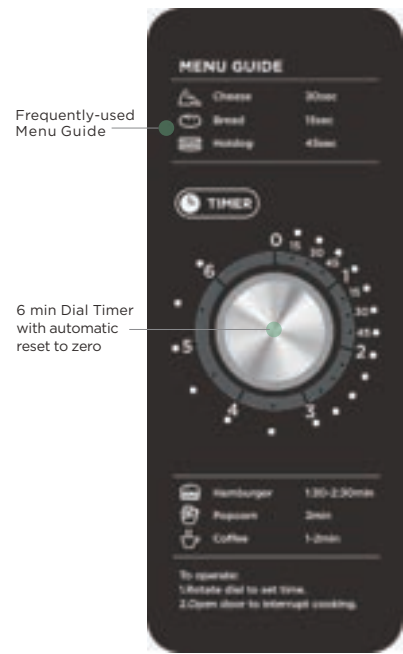 MENU GUIDE
Cheese 30sec
Bread 15sec
Hotdog 45sec
Frequently-used
Menu Guide
TIMER
0
15
30
45
1
15
30
45
2
3
4
5
6
6 min Dial Timer
with automatic
reset to zero
Hamburger 1:30-2:30min
Popcorn 3min
Coffee 1-2min
To operate:
1.Rotate dial to set time.
2.Open door to interrupt cooking.